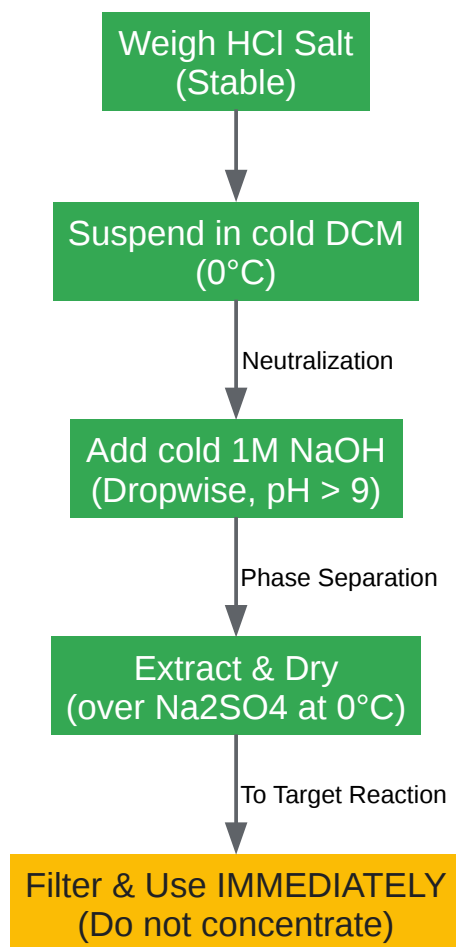 Weigh HCl Salt
(Stable)
Suspend in cold DCM
(0°C)
Neutralization
Add cold 1M NaOH
(Dropwise, pH > 9)
Phase Separation
Extract & Dry
(over Na2SO4 at 0°C)
To Target Reaction
Filter & Use IMMEDIATELY
(Do not concentrate)